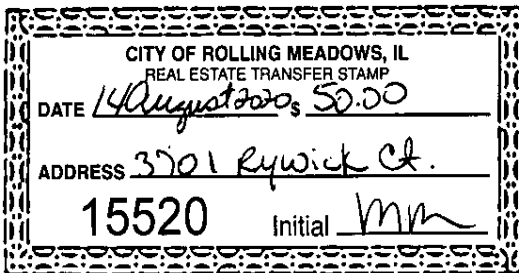 CITY OF ROLLING MEADOWS, IL
REAL ESTATE TRANSFER STAMP
DATE 14 August 2020 $ 50.00
ADDRESS 3701 Rywick Ct.
15520 Initial MM